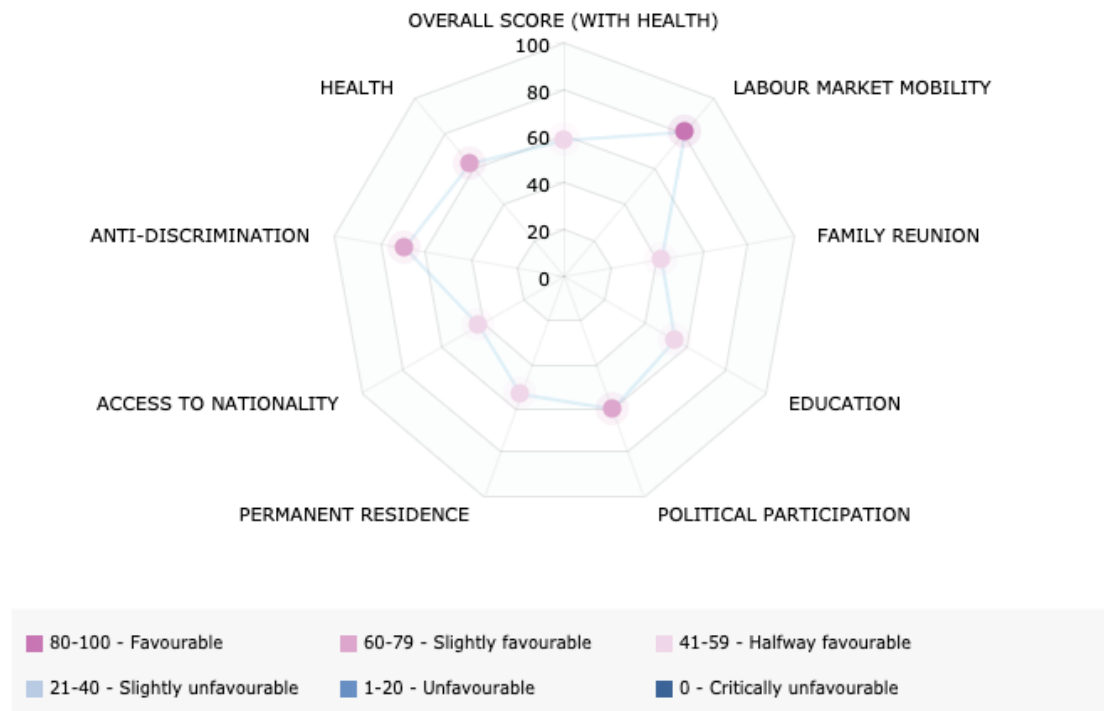 OVERALL SCORE (WITH HEALTH)
100
HEALTH
LABOUR MARKET MOBILITY
80
60
40
ANTI-DISCRIMINATION
FAMILY REUNION
20
0
ACCESS TO NATIONALITY
EDUCATION
PERMANENT RESIDENCE
POLITICAL PARTICIPATION
80-100 - Favourable
60-79 - Slightly favourable
41-59 - Halfway favourable
21-40 - Slightly unfavourable
1-20 - Unfavourable
0 - Critically unfavourable